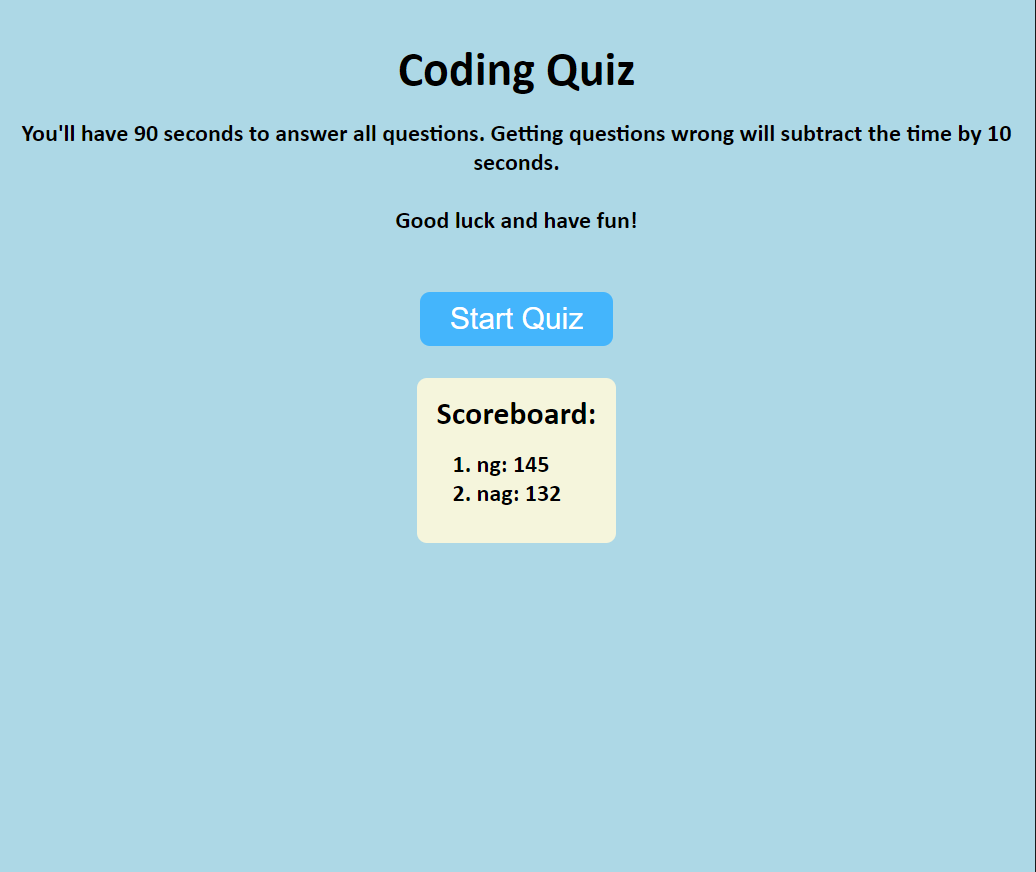 Coding Quiz
You'll have 90 seconds to answer all questions. Getting questions wrong will subtract the time by 10
seconds.
Good luck and have fun!
Start Quiz
Scoreboard:
1. ng: 145
2. nag: 132